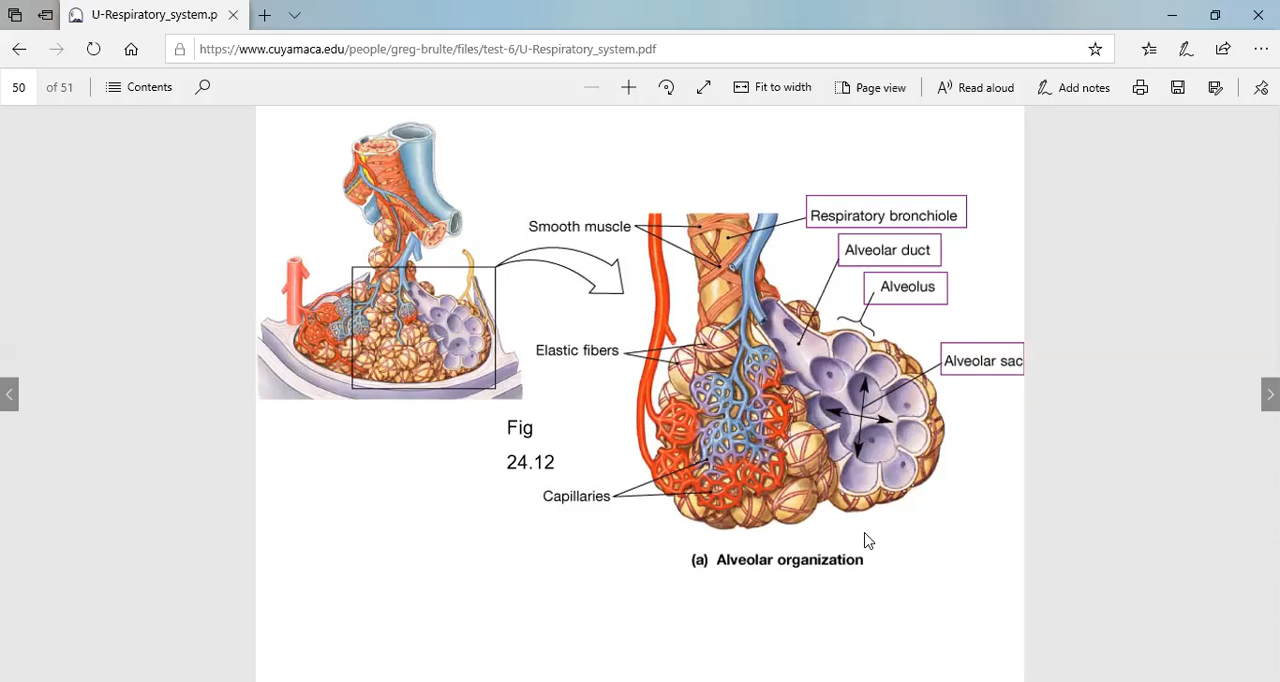 U-Respiratory_system.p
https://www.cuyamaca.edu/people/greg-brulte/files/test-6/U-Respiratory_system.pdf
50 of 51 Contents Fit to width Page view Read aloud Add notes
Respiratory bronchiole
Smooth muscle
Alveolar duct
Alveolus
Elastic fibers
Alveolar sac
Fig
24.12
Capillaries
(a) Alveolar organization